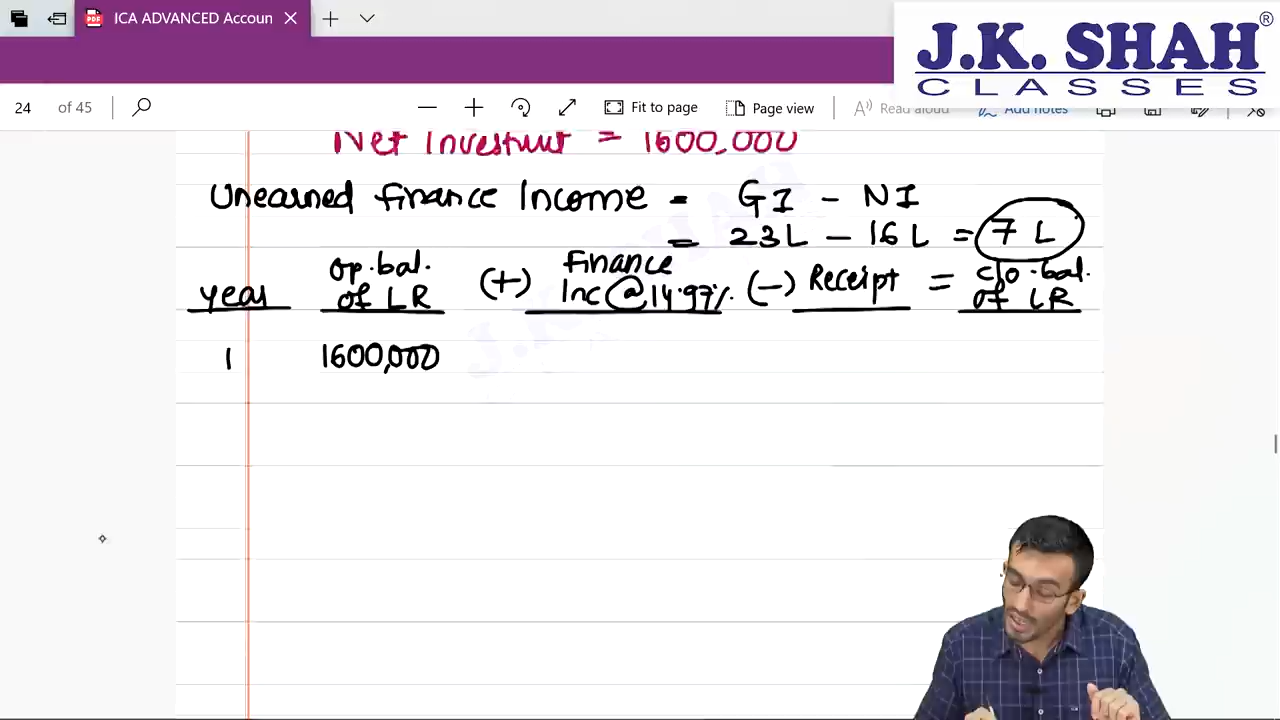 ICA ADVANCED Accoun
J.K. SHAH®
CLASSES
24 of 45
Fit to page
Page view
Read aloud
Add notes
Net Investment = 1600,000
Unearned Finance Income = GI - NI
= 23L - 16L = 7L
Year
op.bal. of LR
(+)
Finance Inc@14.97%
(-)
Receipt
=
clo.bal. of LR
1 1600,000